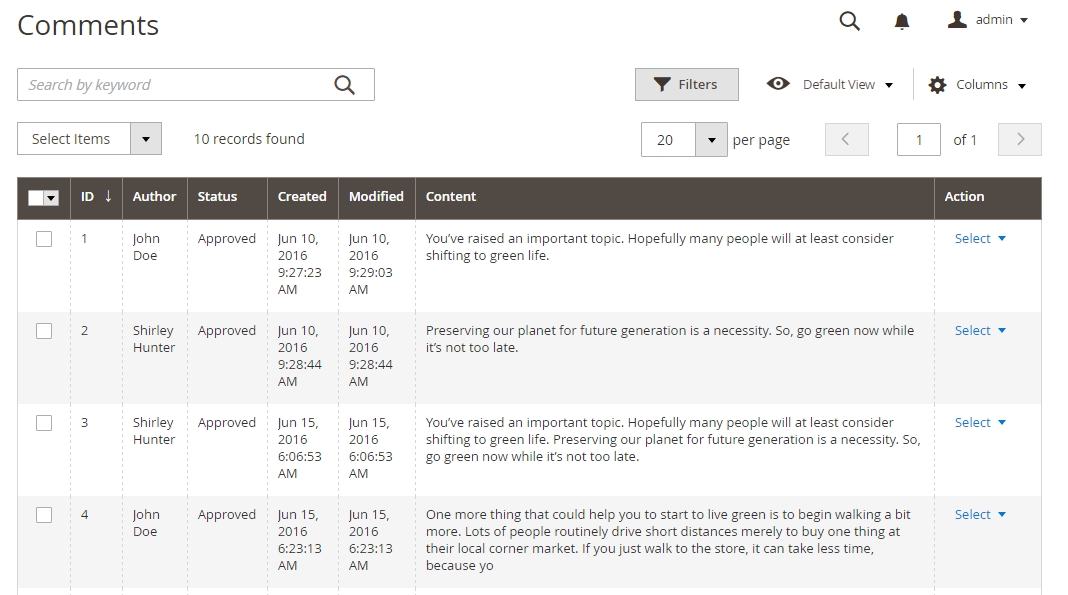 Comments
admin
Search by keyword
Filters
Default View
Columns
Select Items
10 records found
20
per page
1
of 1
ID ↓ Author Status Created Modified Content Action
1
John
Doe
Approved
Jun 10,
2016
9:27:23
AM
Jun 10,
2016
9:29:03
AM
You've raised an important topic. Hopefully many people will at least consider
shifting to green life.
Select
2
Shirley
Hunter
Approved
Jun 10,
2016
9:28:44
AM
Jun 10,
2016
9:28:44
AM
Preserving our planet for future generation is a necessity. So, go green now while
it's not too late.
Select
3
Shirley
Hunter
Approved
Jun 15,
2016
6:06:53
AM
Jun 15,
2016
6:06:53
AM
You've raised an important topic. Hopefully many people will at least consider
shifting to green life. Preserving our planet for future generation is a necessity. So,
go green now while it's not too late.
Select
4
John
Doe
Approved
Jun 15,
2016
6:23:13
AM
Jun 15,
2016
6:23:13
AM
One more thing that could help you to start to live green is to begin walking a bit
more. Lots of people routinely drive short distances merely to buy one thing at
their local corner market. If you just walk to the store, it can take less time,
because yo
Select